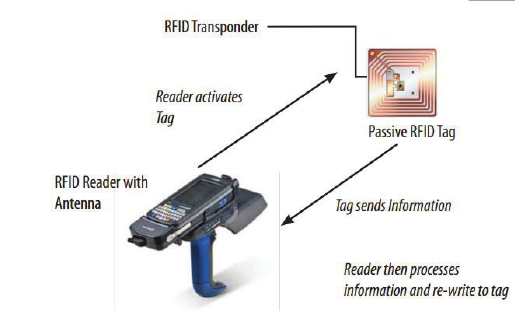 RFID Transponder
Reader activates
Tag
Passive RFID Tag
RFID Reader with
Antenna
Tag sends Information
Reader then processes
information and re-write to tag